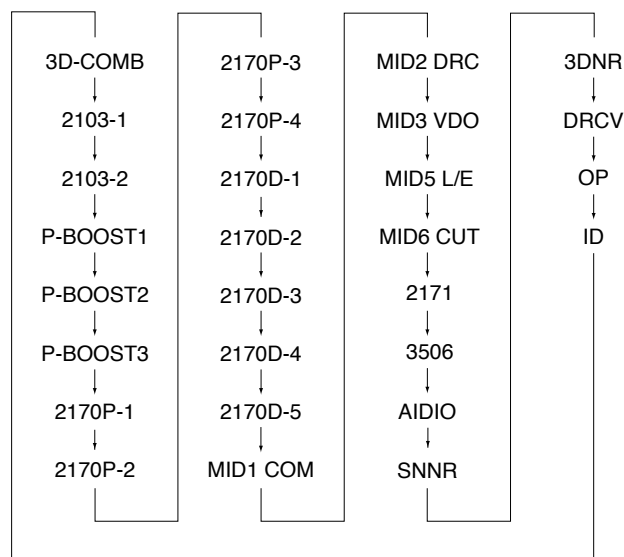 3D-COMB
2103-1
2103-2
P-BOOST1
P-BOOST2
P-BOOST3
2170P-1
2170P-2
2170P-3
2170P-4
2170D-1
2170D-2
2170D-3
2170D-4
2170D-5
MID1 COM
MID2 DRC
MID3 VDO
MID5 L/E
MID6 CUT
2171
3506
AIDIO
SNNR
3DNR
DRCV
OP
ID